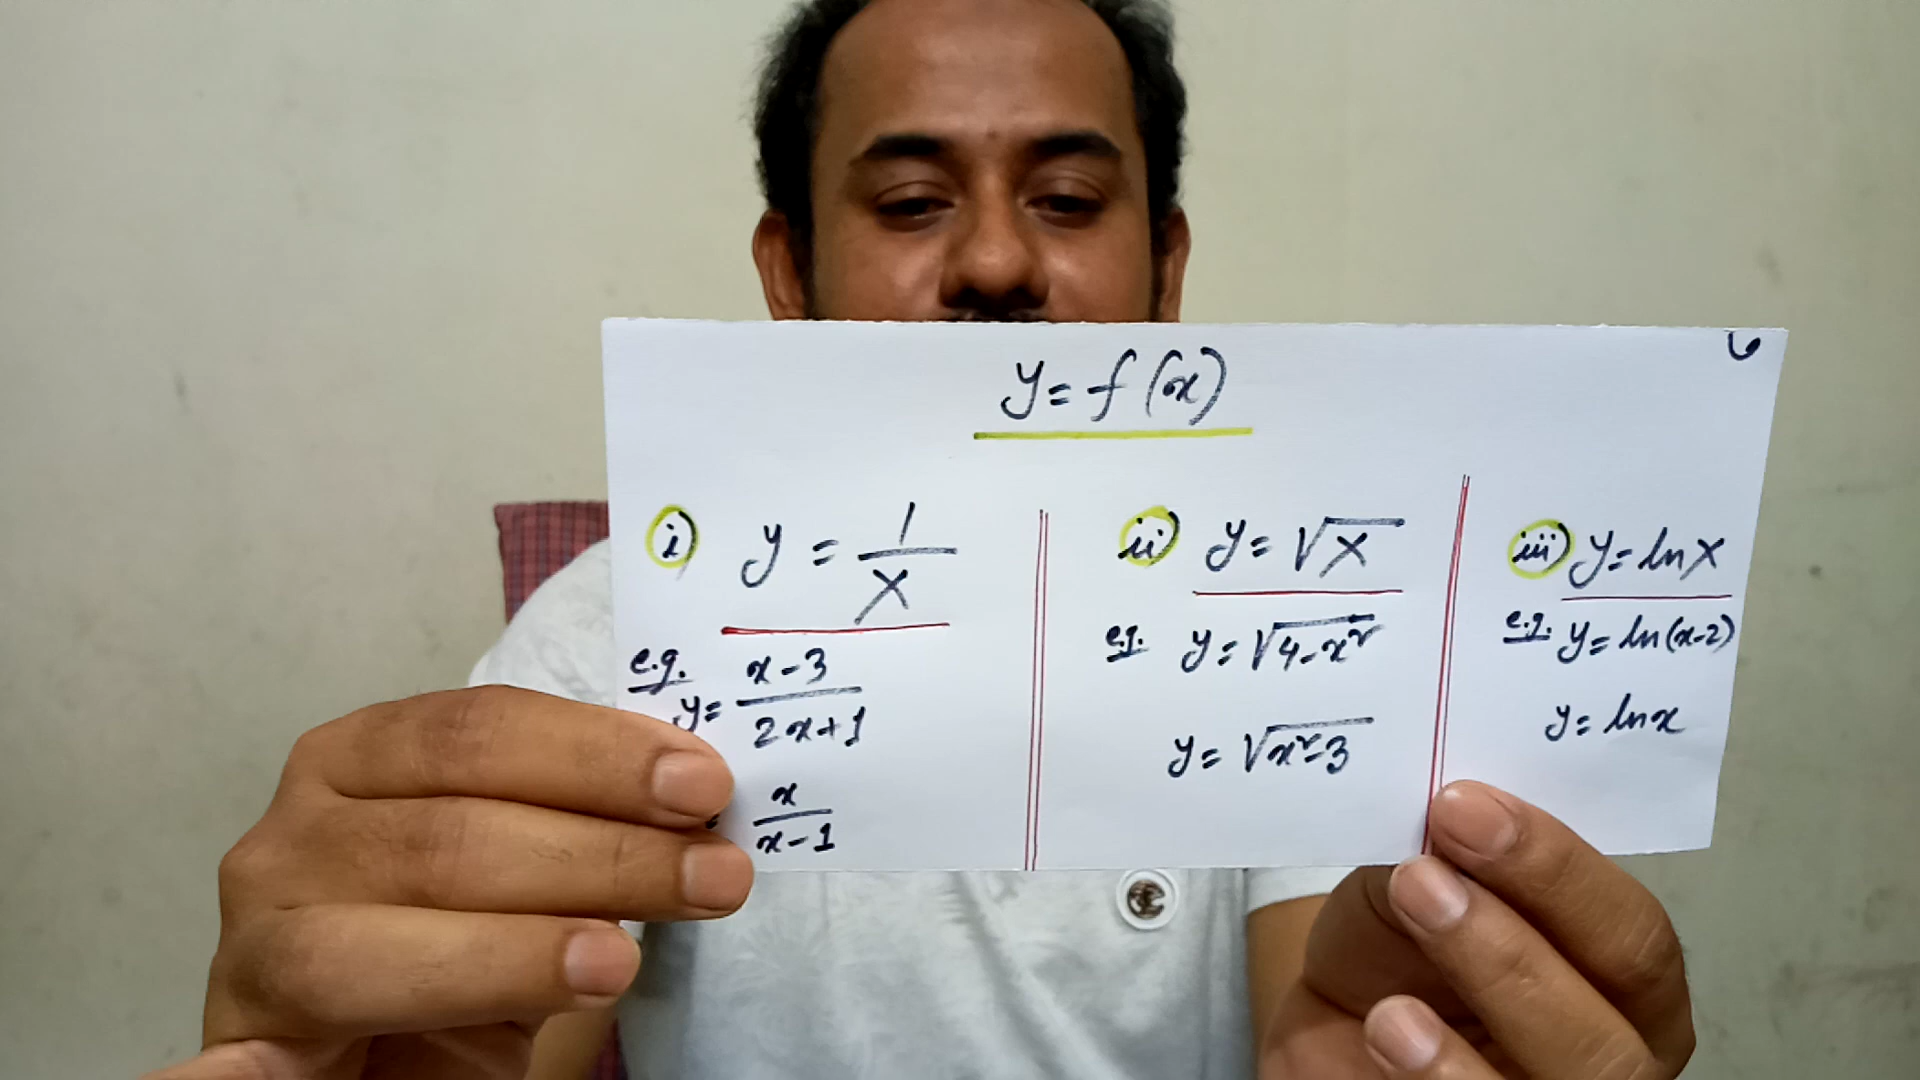 6
y = f(x)
i) y = 1/X
e.g. y = (x-3)/(2x+1)
= x/(x-1)
ii) y = √X
e.g. y = √(4-x²)
y = √(x²-3)
iii) y = ln X
e.g. y = ln(x-2)
y = ln x